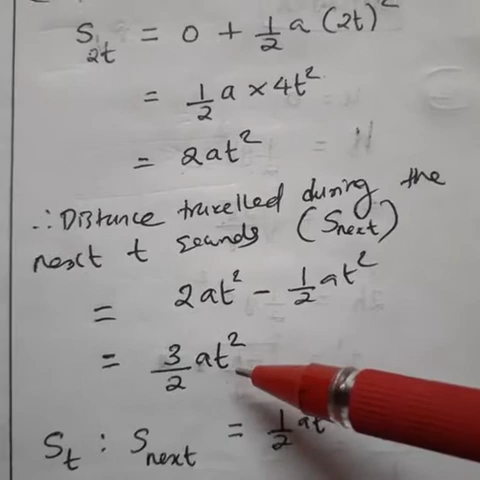 S₂ₜ = 0 + 1/2 a (2t)²
= 1/2 a × 4t²
= 2at²
∴ Distance travelled during the
next t seconds (Snext)
= 2at² - 1/2 at²
= 3/2 at²
Sₜ : Snext = 1/2 at